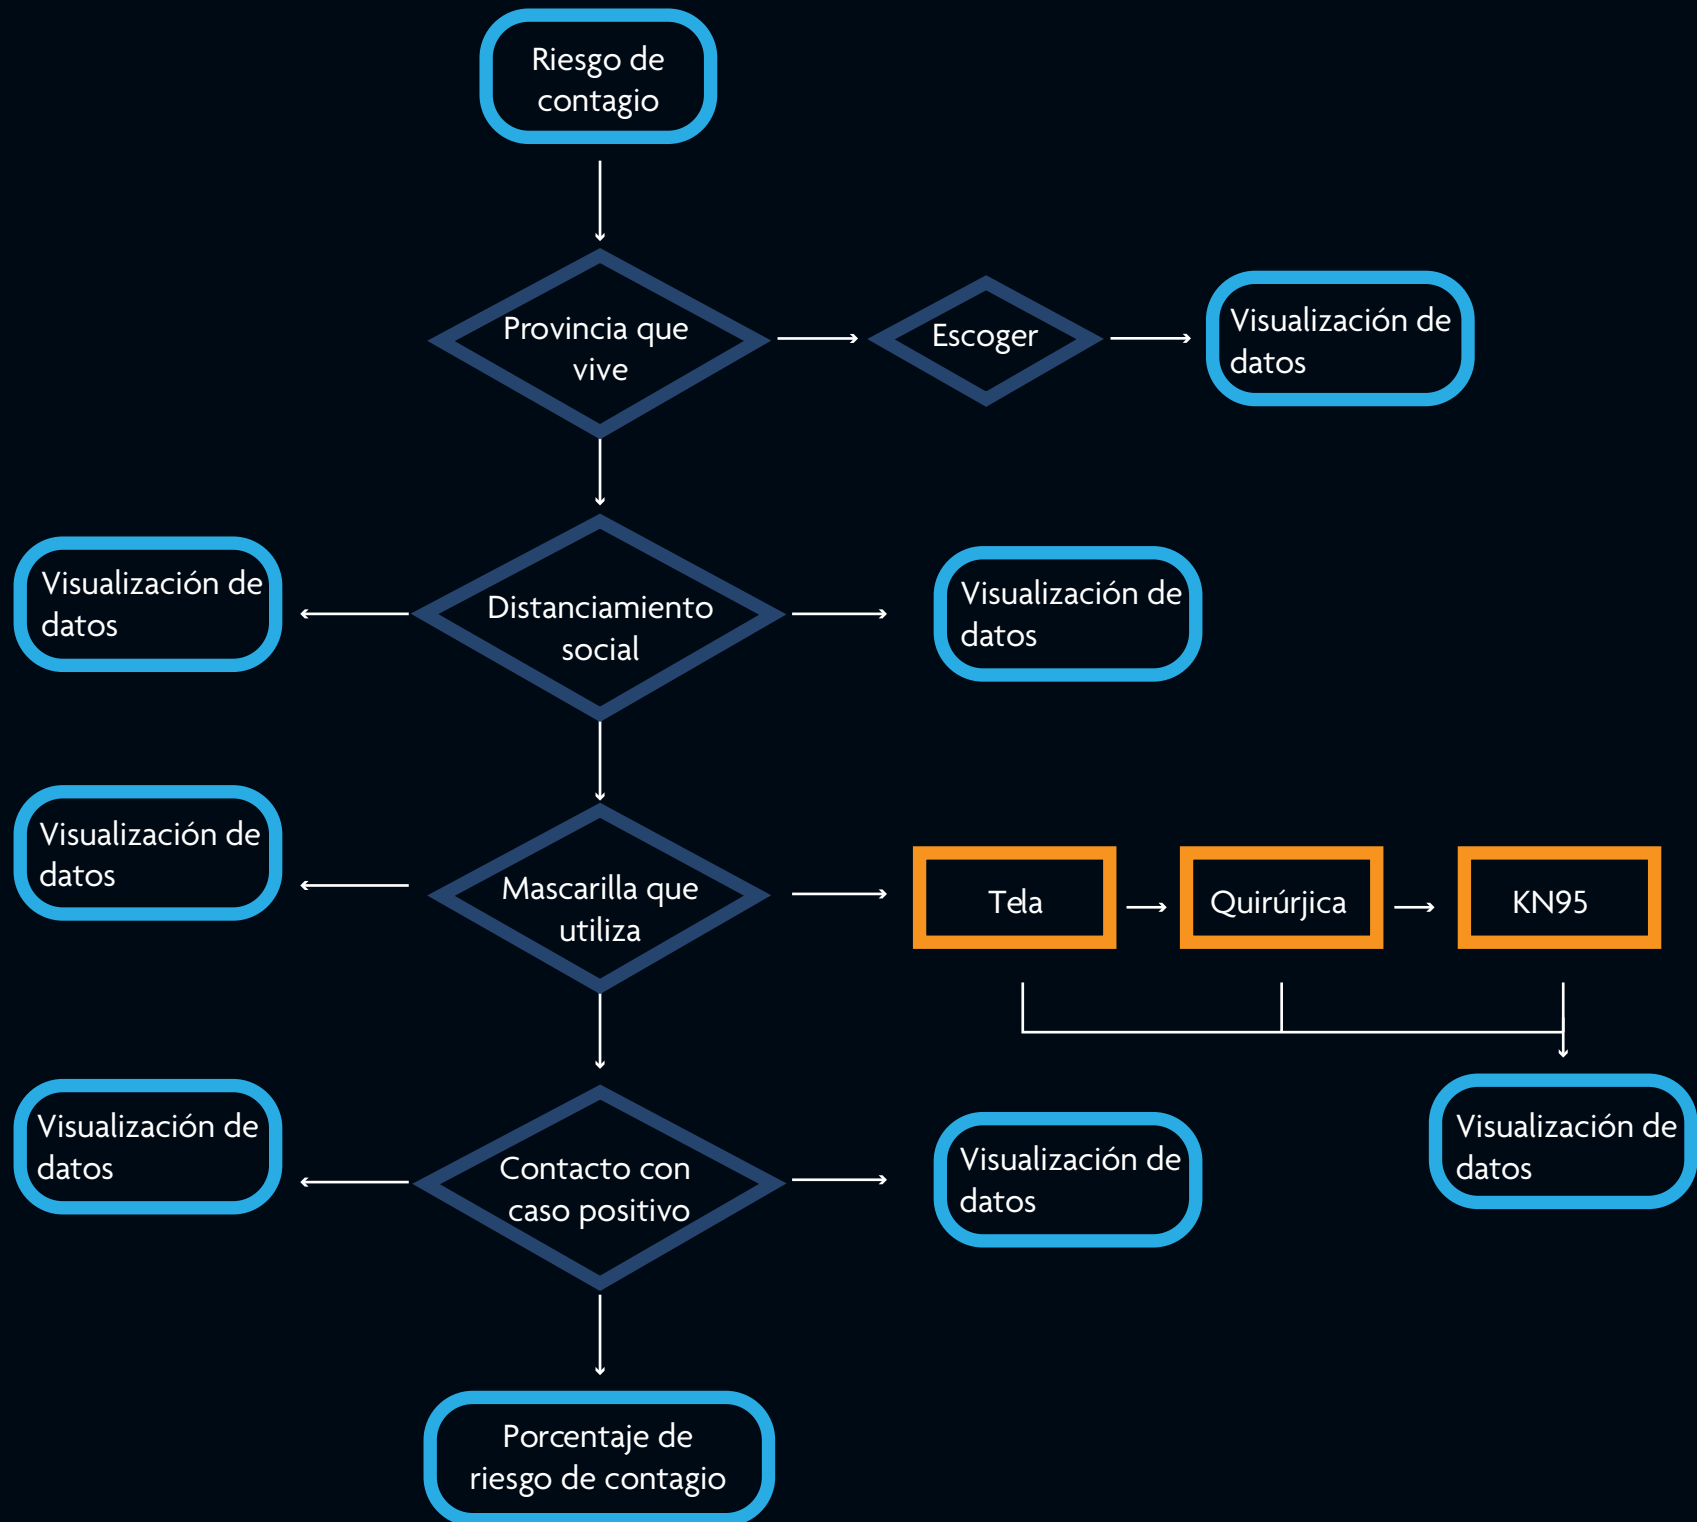 Riesgo de
contagio
Provincia que
vive
Escoger
Visualización de
datos
Visualización de
datos
Distanciamiento
social
Visualización de
datos
Visualización de
datos
Mascarilla que
utiliza
Tela
Quirúrjica
KN95
Visualización de
datos
Contacto con
caso positivo
Visualización de
datos
Visualización de
datos
Porcentaje de
riesgo de contagio